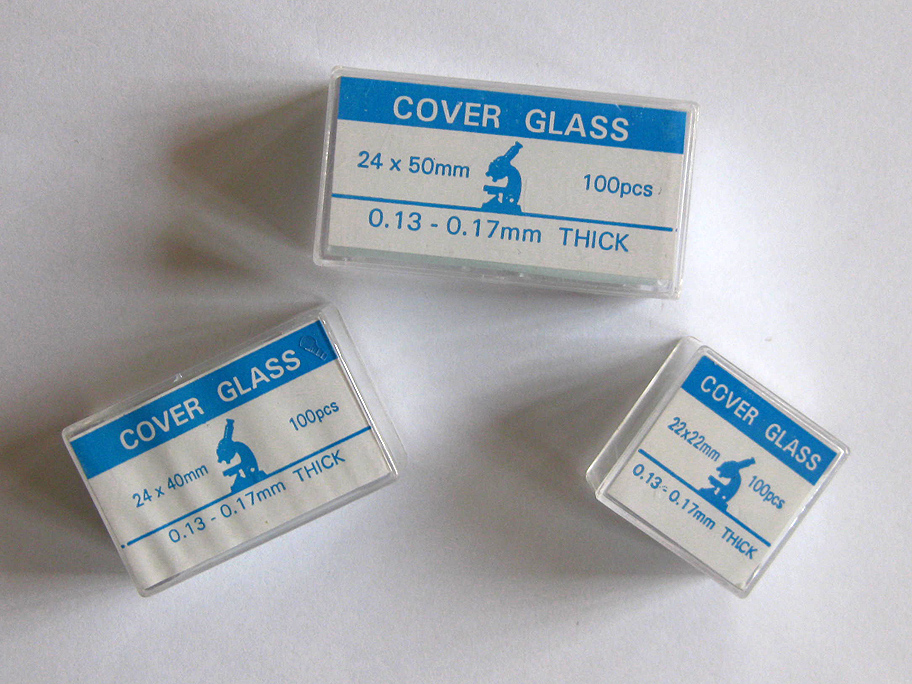 COVER GLASS
24 x 50mm 100pcs
0.13 - 0.17mm THICK
COVER GLASS
24 x 40mm 100pcs
0.13 - 0.17mm THICK
COVER GLASS
22x22mm 100pcs
0.13 - 0.17mm THICK